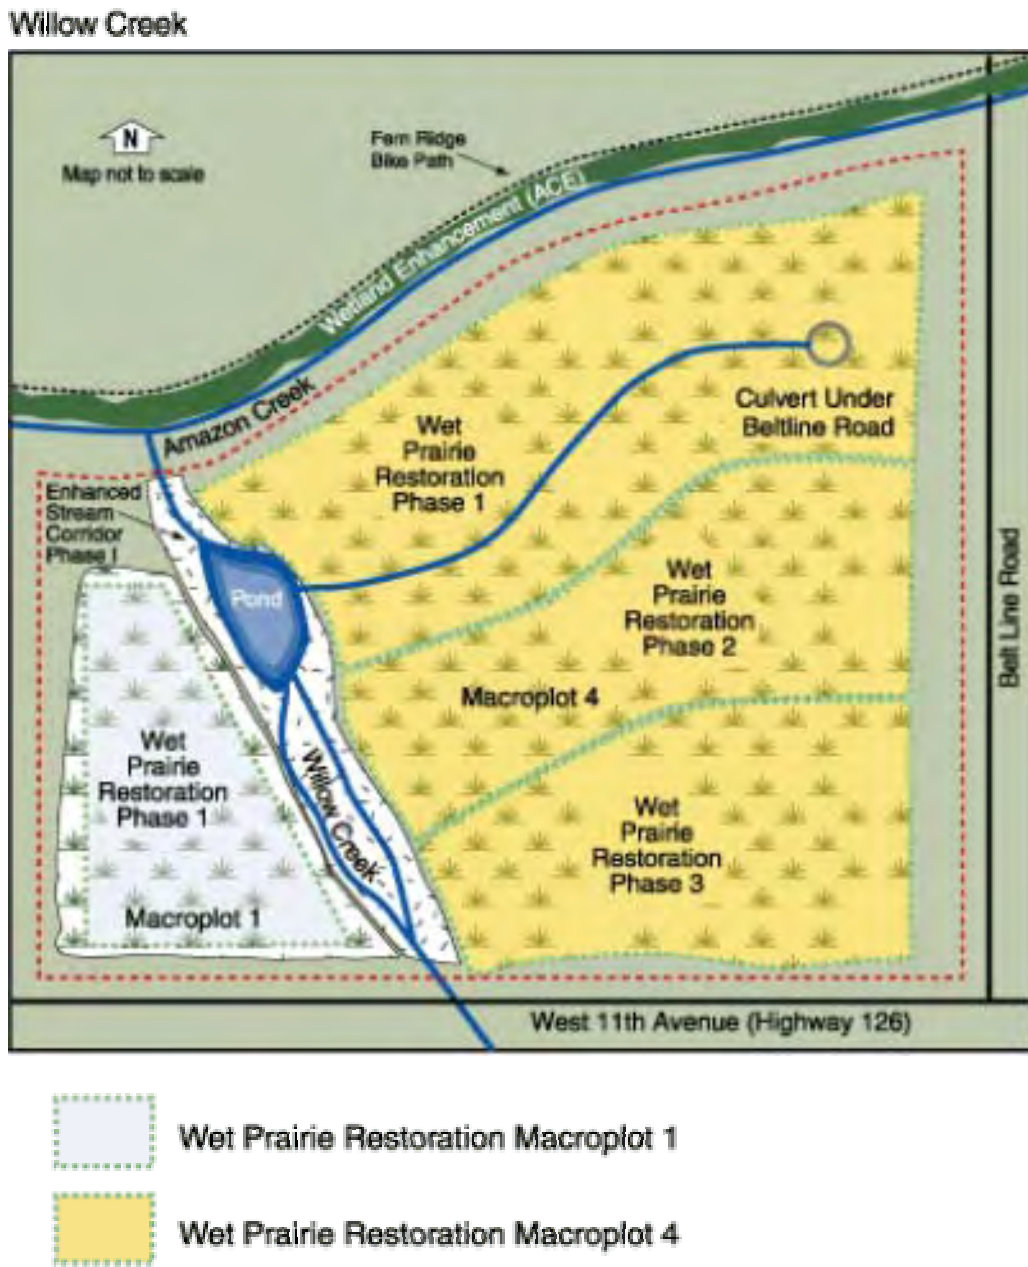 Willow Creek
N
Map not to scale
Fern Ridge
Bike Path
Wetland Enhancement (ACE)
Amazon Creek
Culvert Under
Beltline Road
Wet
Prairie
Restoration
Phase 1
Enhanced
Stream
Corridor
Phase I
Pond
Wet
Prairie
Restoration
Phase 2
Belt Line Road
Macroplot 4
Wet
Prairie
Restoration
Phase 1
Willow Creek
Wet
Prairie
Restoration
Phase 3
Macroplot 1
West 11th Avenue (Highway 126)
Wet Prairie Restoration Macroplot 1
Wet Prairie Restoration Macroplot 4